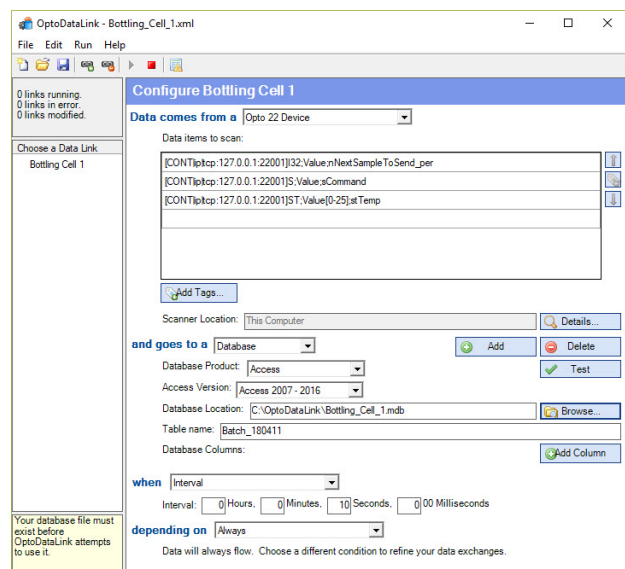 OptoDataLink - Bottling_Cell_1.xml
File Edit Run Help
0 links running.
0 links in error.
0 links modified.
Choose a Data Link
Bottling Cell 1
Your database file must
exist before
OptoDataLink attempts
to use it.
Configure Bottling Cell 1
Data comes from a Opto 22 Device
Data items to scan:
[CONT|ip|tcp:127.0.0.1:22001]I32;Value;nNextSampleToSend_per
[CONT|ip|tcp:127.0.0.1:22001]S;Value;sCommand
[CONT|ip|tcp:127.0.0.1:22001]ST;Value[0-25];stTemp
Add Tags...
Scanner Location: This Computer Details...
and goes to a Database Add Delete
Database Product: Access Test
Access Version: Access 2007 - 2016
Database Location: C:\OptoDataLink\Bottling_Cell_1.mdb Browse...
Table name: Batch_180411
Database Columns: Add Column
when Interval
Interval: 0 Hours, 0 Minutes, 10 Seconds, 0 00 Milliseconds
depending on Always
Data will always flow. Choose a different condition to refine your data exchanges.